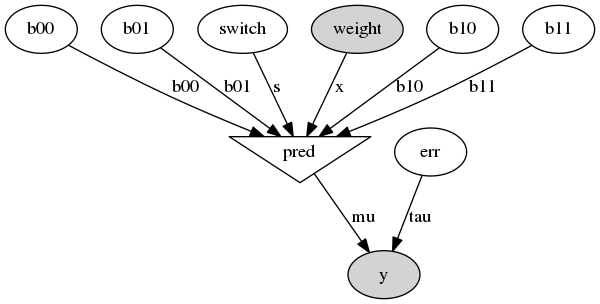 b00 b01 switch weight b10 b11
b00 b01 s x b10 b11
pred err
mu tau
y